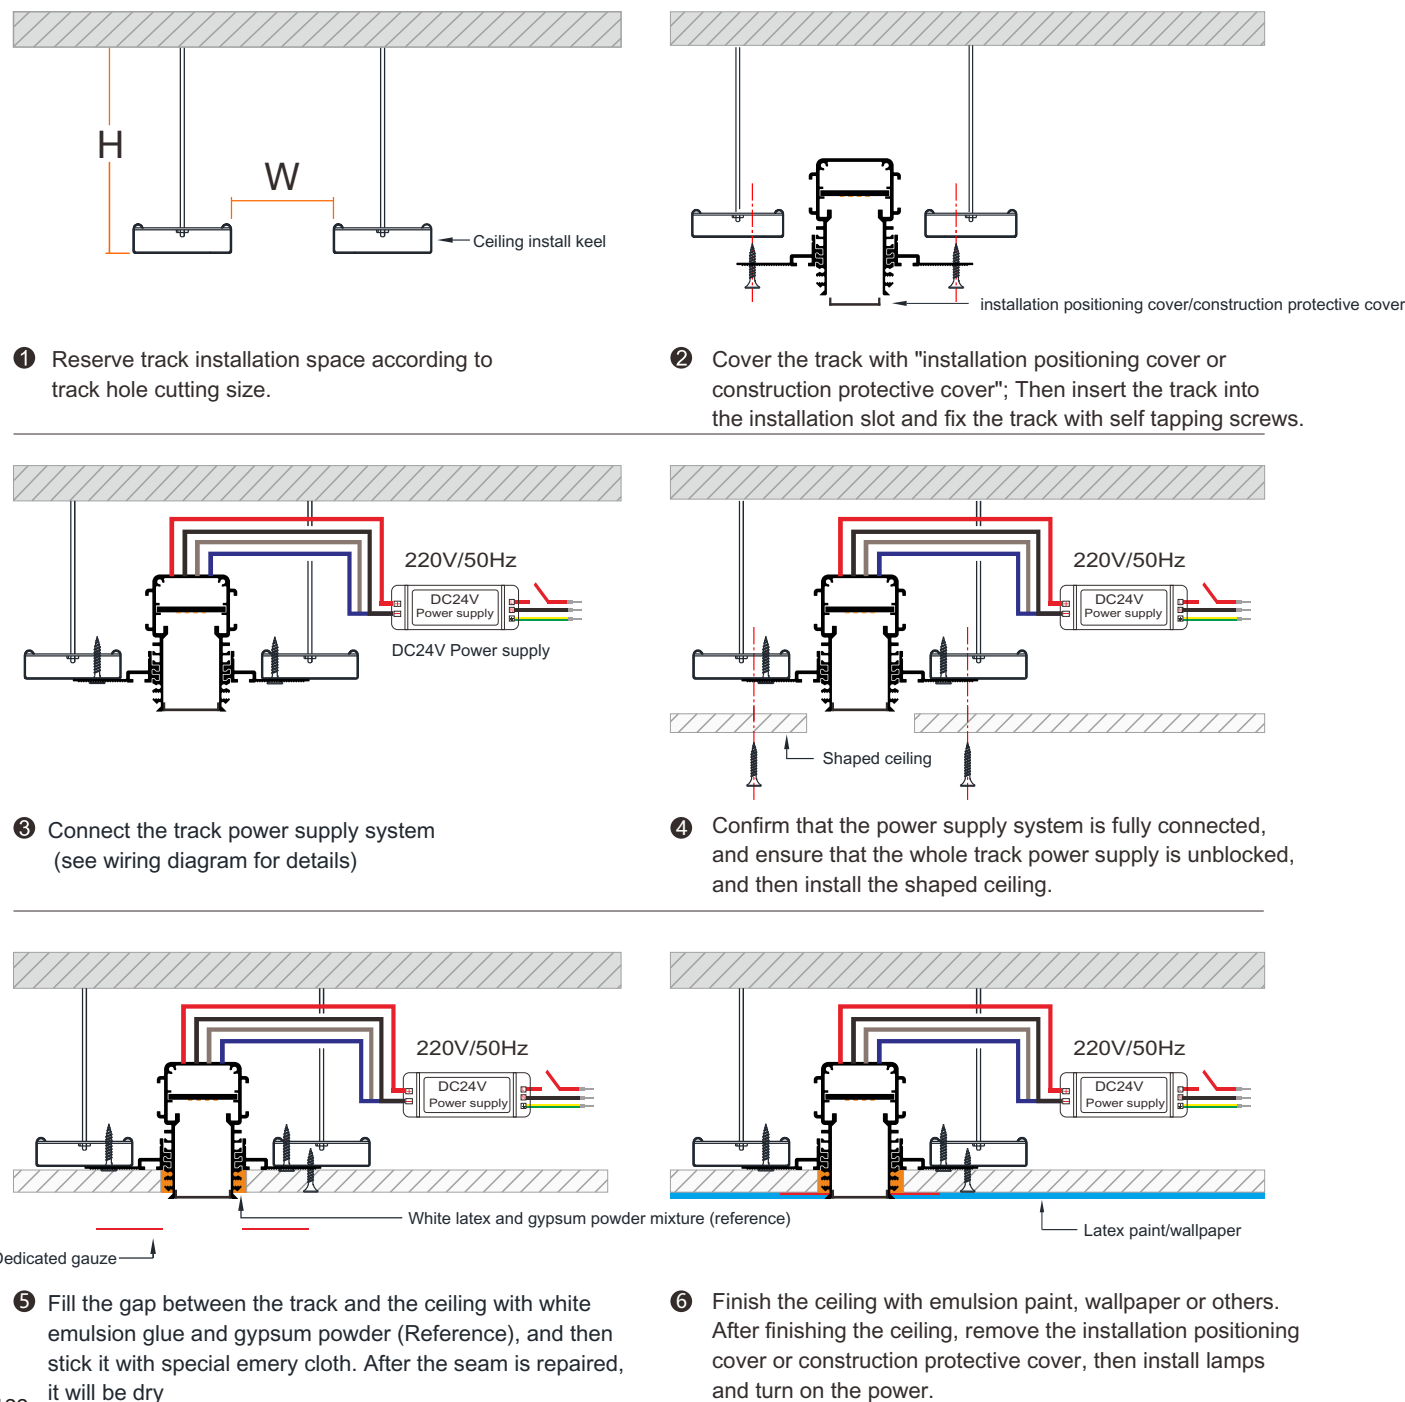 H
W
Ceiling install keel
installation positioning cover/construction protective cover
❶ Reserve track installation space according to
track hole cutting size.
❷ Cover the track with "installation positioning cover or
construction protective cover"; Then insert the track into
the installation slot and fix the track with self tapping screws.
220V/50Hz
DC24V
Power supply
DC24V Power supply
220V/50Hz
DC24V
Power supply
Shaped ceiling
❸ Connect the track power supply system
(see wiring diagram for details)
❹ Confirm that the power supply system is fully connected,
and ensure that the whole track power supply is unblocked,
and then install the shaped ceiling.
220V/50Hz
DC24V
Power supply
White latex and gypsum powder mixture (reference)
Dedicated gauze
220V/50Hz
DC24V
Power supply
Latex paint/wallpaper
❺ Fill the gap between the track and the ceiling with white
emulsion glue and gypsum powder (Reference), and then
stick it with special emery cloth. After the seam is repaired,
it will be dry
❻ Finish the ceiling with emulsion paint, wallpaper or others.
After finishing the ceiling, remove the installation positioning
cover or construction protective cover, then install lamps
and turn on the power.